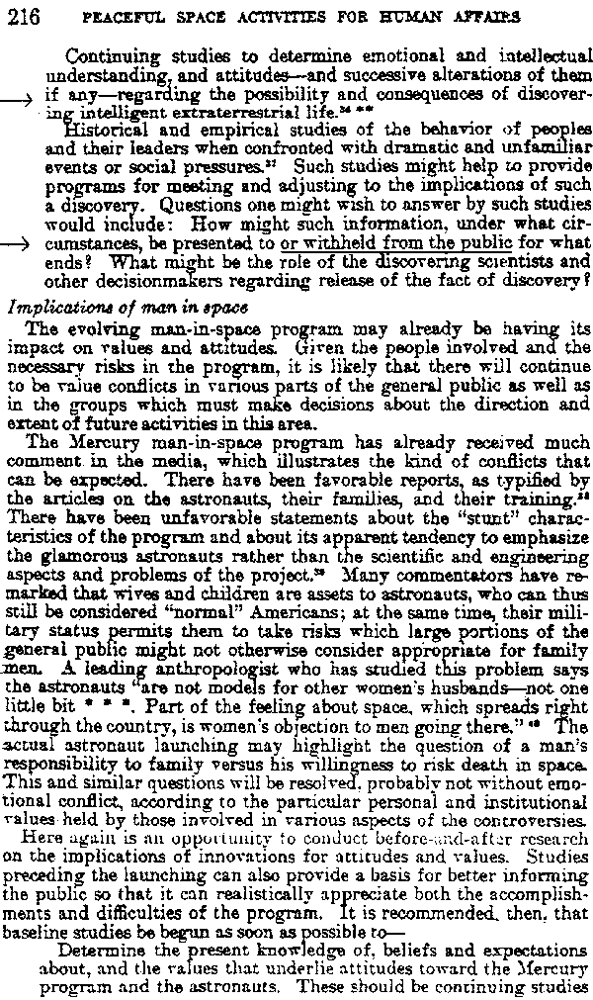 216 PEACEFUL SPACE ACTIVITIES FOR HUMAN AFFAIRS
Continuing studies to determine emotional and intellectual
understanding, and attitudes—and successive alterations of them
if any—regarding the possibility and consequences of discover-
ing intelligent extraterrestrial life.
Historical and empirical studies of the behavior of peoples
and their leaders when confronted with dramatic and unfamiliar
events or social pressures.³⁷ Such studies might help to provide
programs for meeting and adjusting to the implications of such
a discovery. Questions one might wish to answer by such studies
would include: How might such information, under what cir-
cumstances, be presented to or withheld from the public for what
ends? What might be the role of the discovering scientists and
other decisionmakers regarding release of the fact of discovery?
Implications of man in space
The evolving man-in-space program may already be having its
impact on values and attitudes. Given the people involved and the
necessary risks in the program, it is likely that there will continue
to be value conflicts in various parts of the general public as well as
in the groups which must make decisions about the direction and
extent of future activities in this area.
The Mercury man-in-space program has already received much
comment in the media, which illustrates the kind of conflicts that
can be expected. There have been favorable reports, as typified by
the articles on the astronauts, their families, and their training.³⁸
There have been unfavorable statements about the "stunt" charac-
teristics of the program and about its apparent tendency to emphasize
the glamorous astronauts rather than the scientific and engineering
aspects and problems of the project.³⁹ Many commentators have re-
marked that wives and children are assets to astronauts, who can thus
still be considered "normal" Americans; at the same time, their mili-
tary status permits them to take risks which large portions of the
general public might not otherwise consider appropriate for family
men. A leading anthropologist who has studied this problem says
the astronauts "are not models for other women's husbands—not one
little bit * * *. Part of the feeling about space, which spreads right
through the country, is women's objection to men going there." ⁴⁰ The
actual astronaut launching may highlight the question of a man's
responsibility to family versus his willingness to risk death in space.
This and similar questions will be resolved, probably not without emo-
tional conflict, according to the particular personal and institutional
values held by those involved in various aspects of the controversies.
Here again is an opportunity to conduct before-and-after research
on the implications of innovations for attitudes and values. Studies
preceding the launching can also provide a basis for better informing
the public so that it can realistically appreciate both the accomplish-
ments and difficulties of the program. It is recommended, then, that
baseline studies be begun as soon as possible to—
Determine the present knowledge of, beliefs and expectations
about, and the values that underlie attitudes toward the Mercury
program and the astronauts. These should be continuing studies